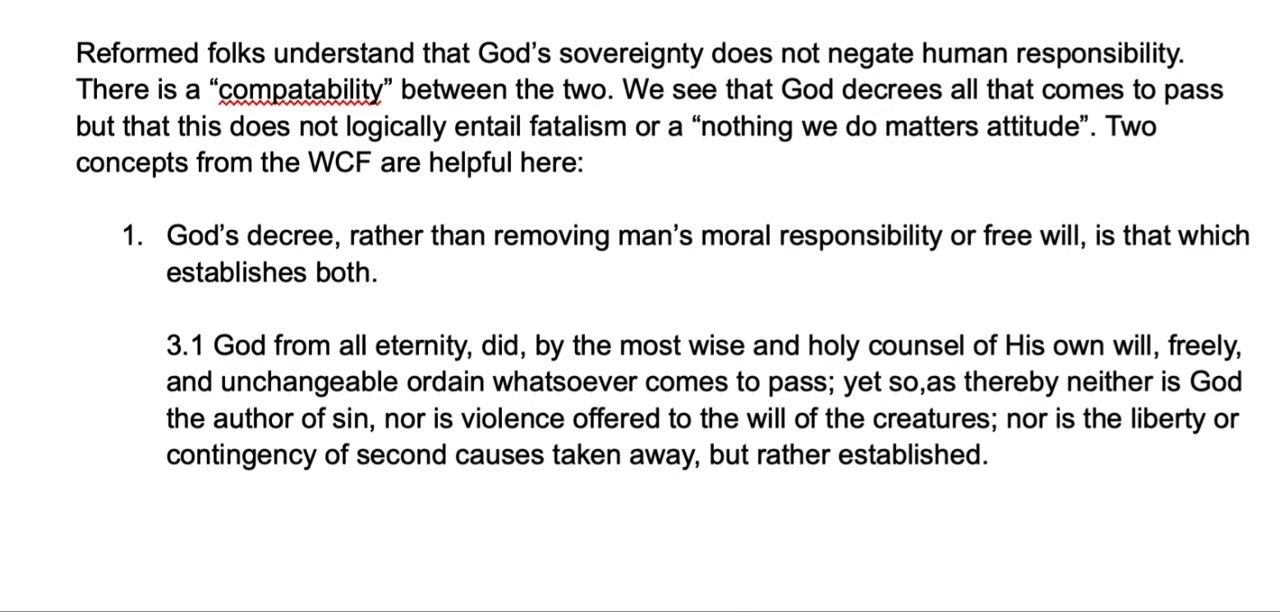 Reformed folks understand that God’s sovereignty does not negate human responsibility.
There is a “compatability” between the two. We see that God decrees all that comes to pass
but that this does not logically entail fatalism or a “nothing we do matters attitude”. Two
concepts from the WCF are helpful here:
1. God’s decree, rather than removing man’s moral responsibility or free will, is that which
establishes both.
3.1 God from all eternity, did, by the most wise and holy counsel of His own will, freely,
and unchangeable ordain whatsoever comes to pass; yet so,as thereby neither is God
the author of sin, nor is violence offered to the will of the creatures; nor is the liberty or
contingency of second causes taken away, but rather established.